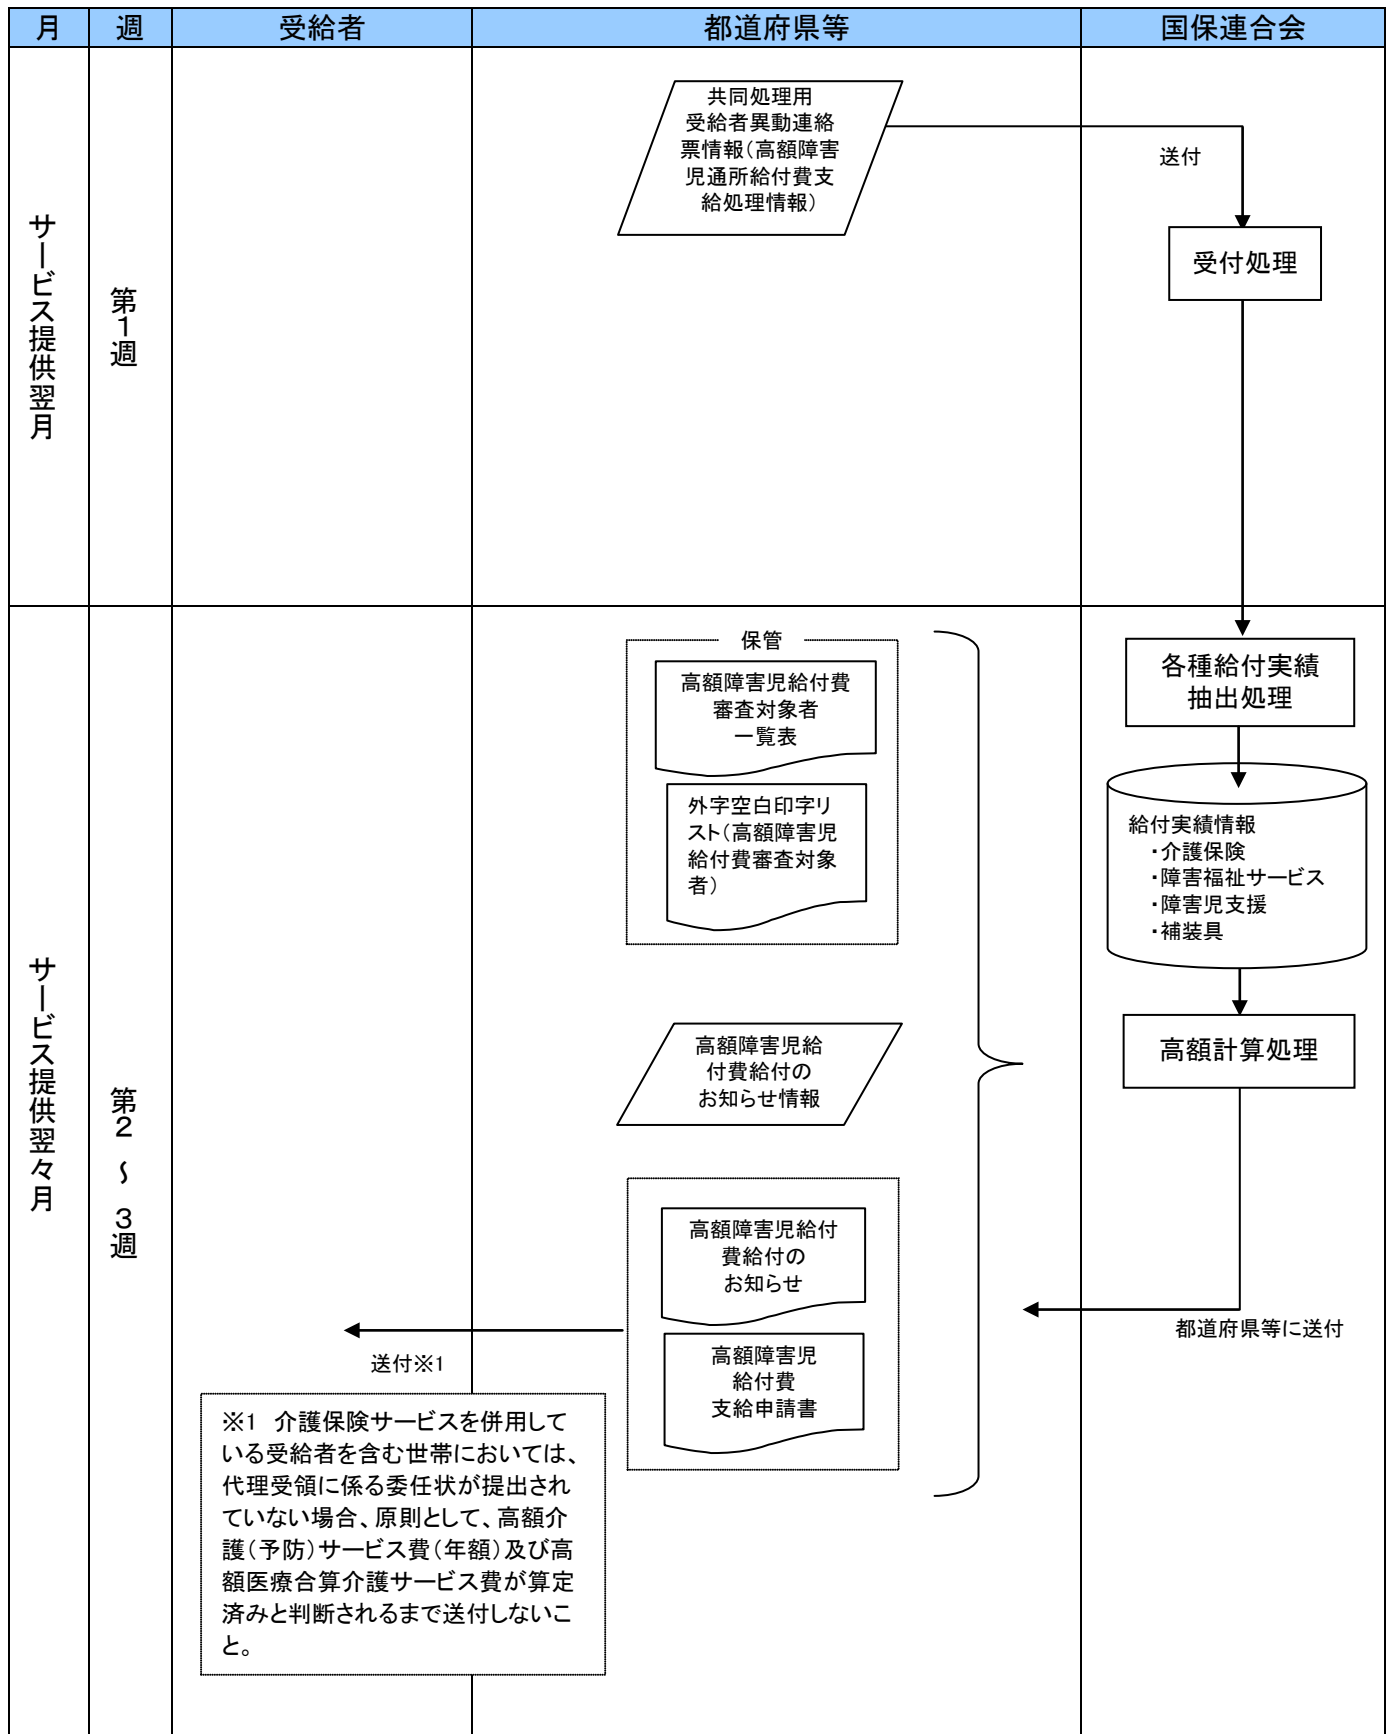 月 週 受給者 都道府県等 国保連合会
サービス提供翌月
第1週
共同処理用
受給者異動連絡
票情報(高額障害
児通所給付費支
給処理情報)
送付
受付処理
サービス提供翌々月
第2～3週
保管
高額障害児給付費
審査対象者
一覧表
外字空白印字リ
スト(高額障害児
給付費審査対象
者)
各種給付実績
抽出処理
給付実績情報
・介護保険
・障害福祉サービス
・障害児支援
・補装具
高額計算処理
高額障害児給
付費給付の
お知らせ情報
高額障害児給付
費給付の
お知らせ
高額障害児
給付費
支給申請書
都道府県等に送付
送付※1
※1 介護保険サービスを併用して
いる受給者を含む世帯においては、
代理受領に係る委任状が提出され
ていない場合、原則として、高額介
護(予防)サービス費(年額)及び高
額医療合算介護サービス費が算定
済みと判断されるまで送付しないこ
と。